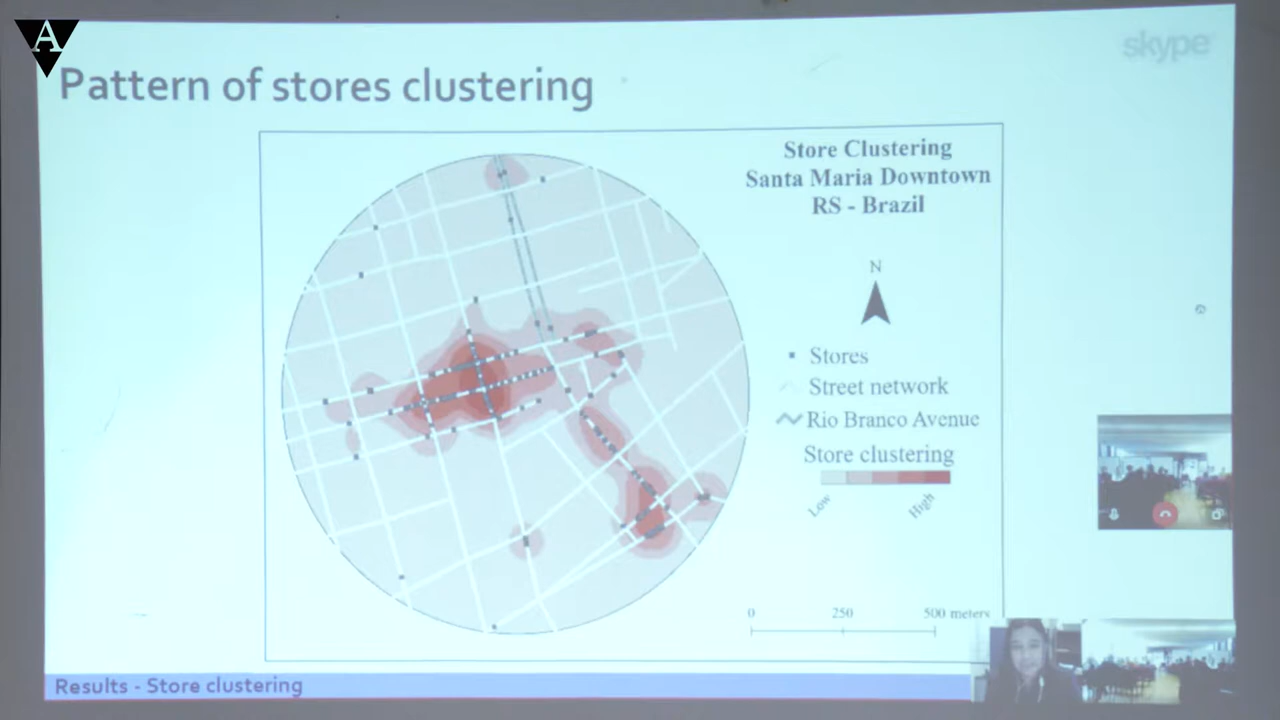 A
skype
Pattern of stores clustering
Store Clustering
Santa Maria Downtown
RS - Brazil
N
Stores
Street network
Rio Branco Avenue
Store clustering
Low
High
0 250 500 meters
Results - Store clustering